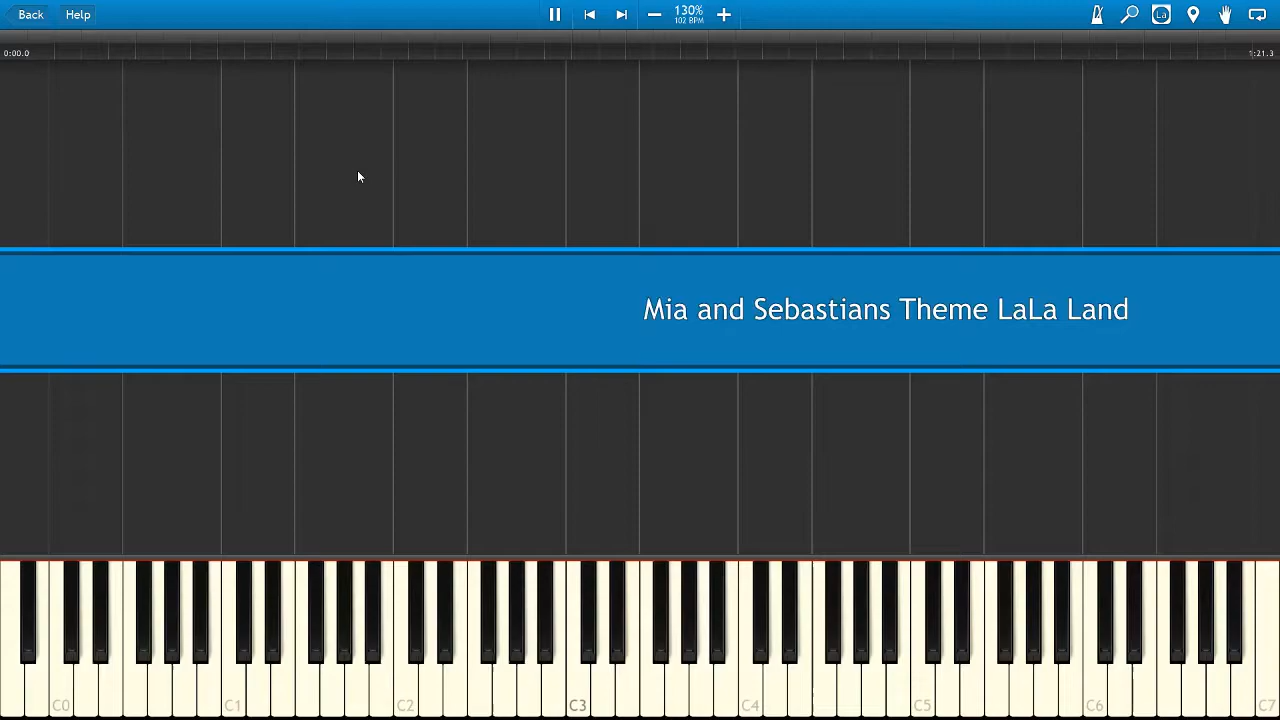 Back Help 130%
102 BPM
La
0:00.0 1:21.3
Mia and Sebastians Theme LaLa Land
C0 C1 C2 C3 C4 C5 C6 C7